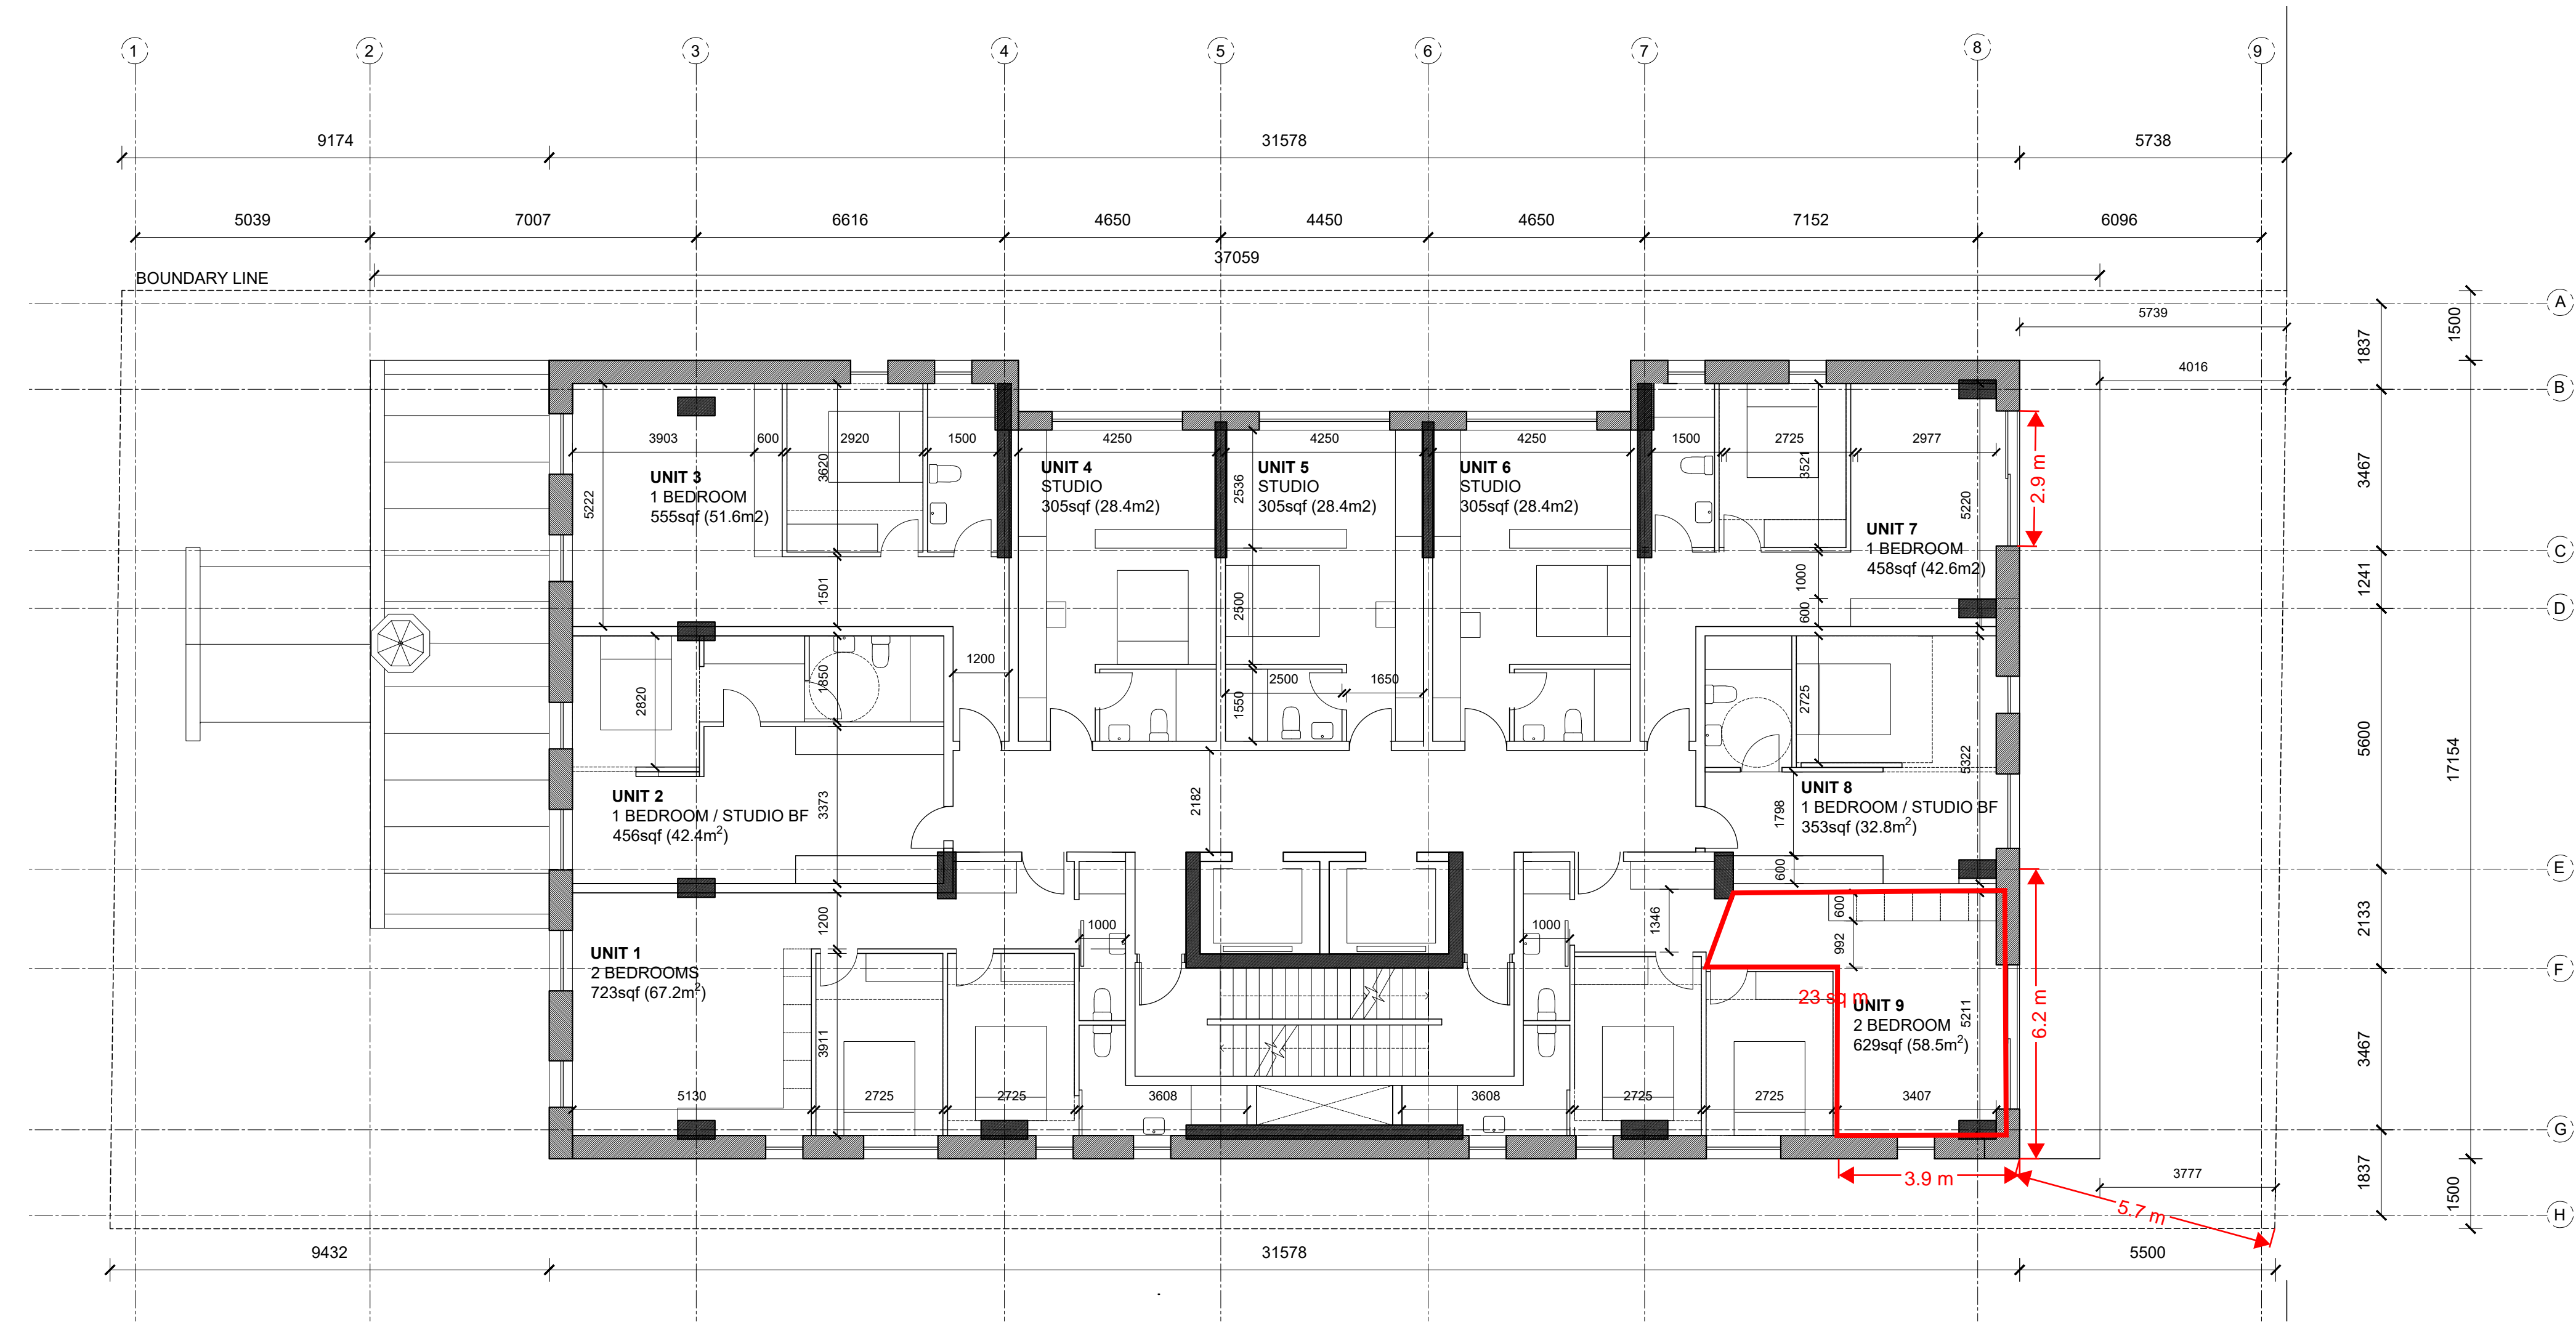 1 2 3 4 5 6 7 8 9
9174 31578 5738
5039 7007 6616 4650 4450 4650 7152 6096
37059
BOUNDARY LINE
A
5739
1500
1837
4016
B
3903 600 2920 1500 4250 4250 4250 1500 2725 2977
3620
3521
2.9 m
3467
UNIT 3
1 BEDROOM
555sqf (51.6m2)
UNIT 4
STUDIO
305sqf (28.4m2)
UNIT 5
STUDIO
305sqf (28.4m2)
UNIT 6
STUDIO
305sqf (28.4m2)
5222
2536
5220
UNIT 7
1 BEDROOM
458sqf (42.6m2)
C
1501
2500
1000
600
1241
D
1200
1850
2820
2500 1650
1550
2725
5322
5600
17154
2182
UNIT 2
1 BEDROOM / STUDIO BF
456sqf (42.4m2)
3373
UNIT 8
1 BEDROOM / STUDIO BF
353sqf (32.8m2)
1798
600
E
1200
1000
1000
1346
600
992
2133
UNIT 1
2 BEDROOMS
723sqf (67.2m2)
F
23 sq m
UNIT 9
2 BEDROOM
629sqf (58.5m2)
5211
6.2 m
3911
3467
5130 2725 2725 3608 3608 2725 2725 3407
G
3.9 m
3777
5.7 m
1837
1500
H
9432 31578 5500